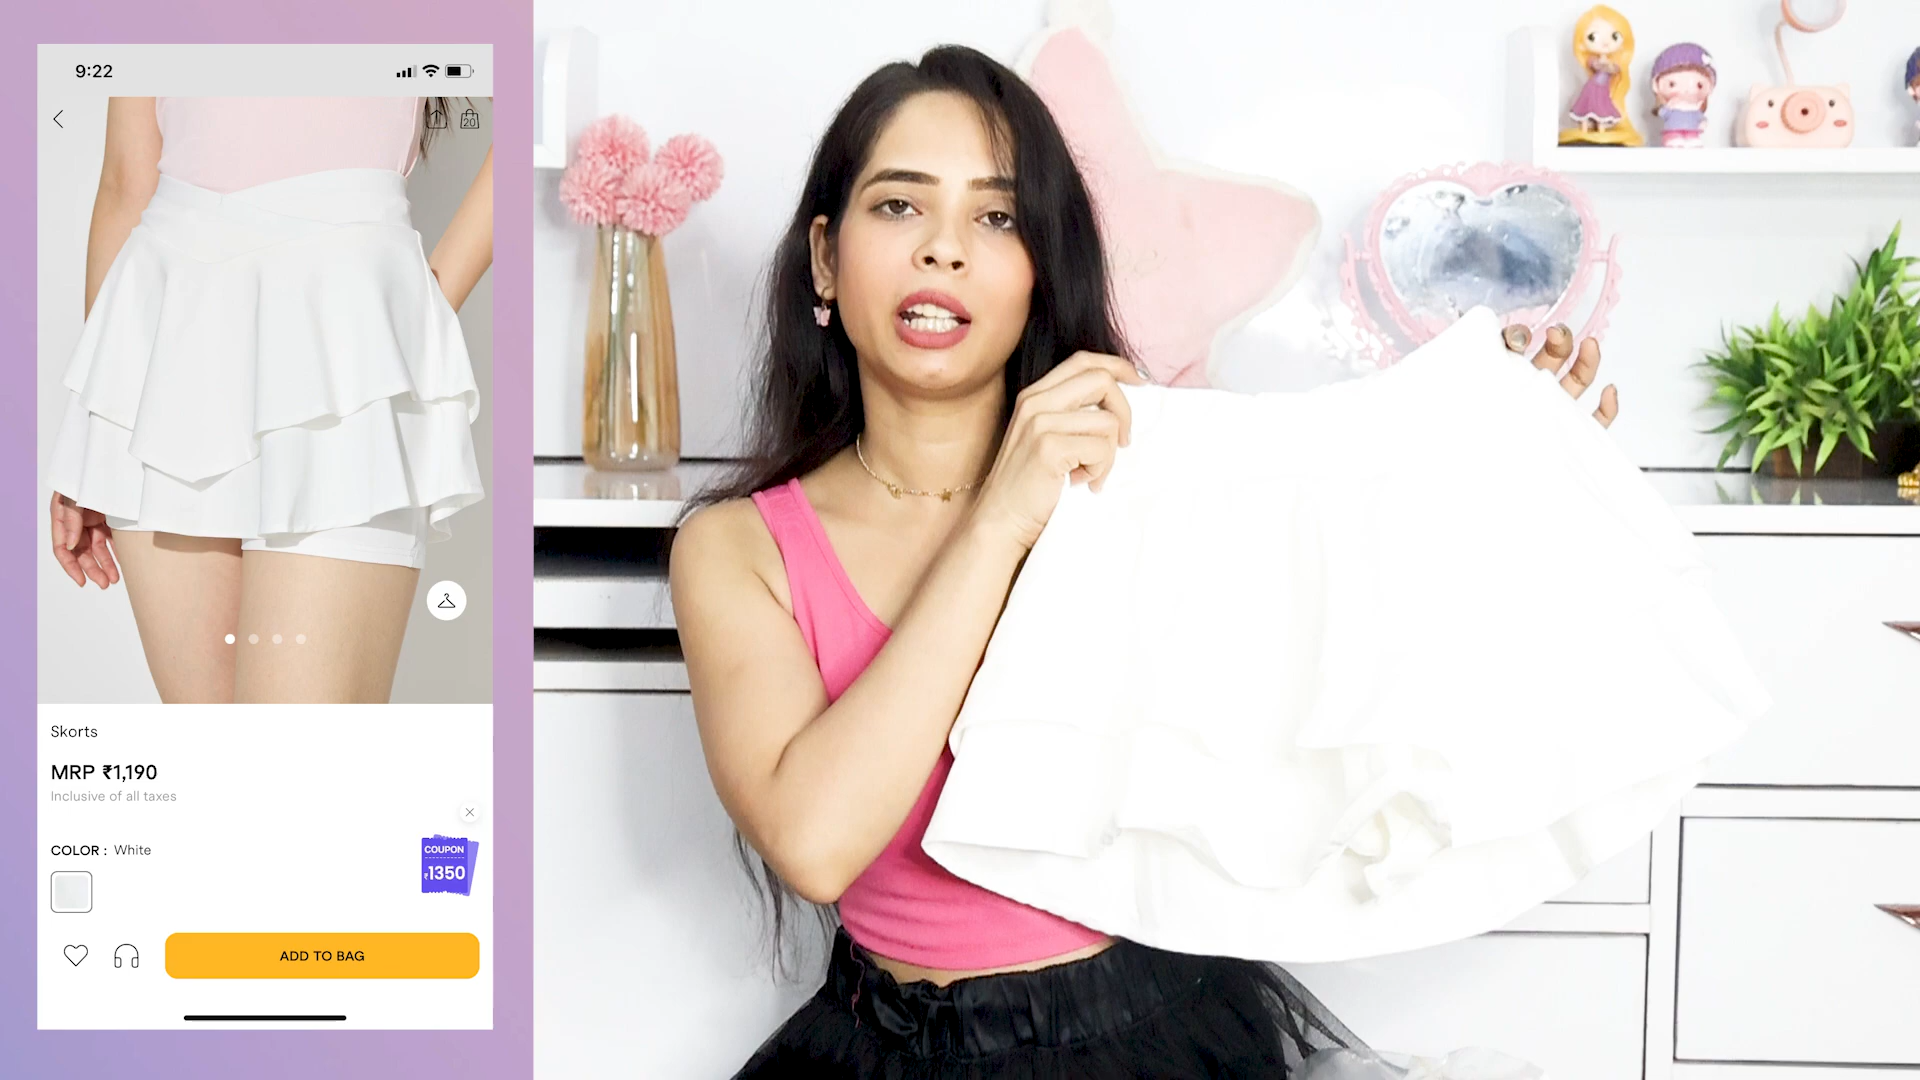 9:22
20
Skorts
MRP ₹1,190
Inclusive of all taxes
COLOR : White
COUPON
₹1350
ADD TO BAG